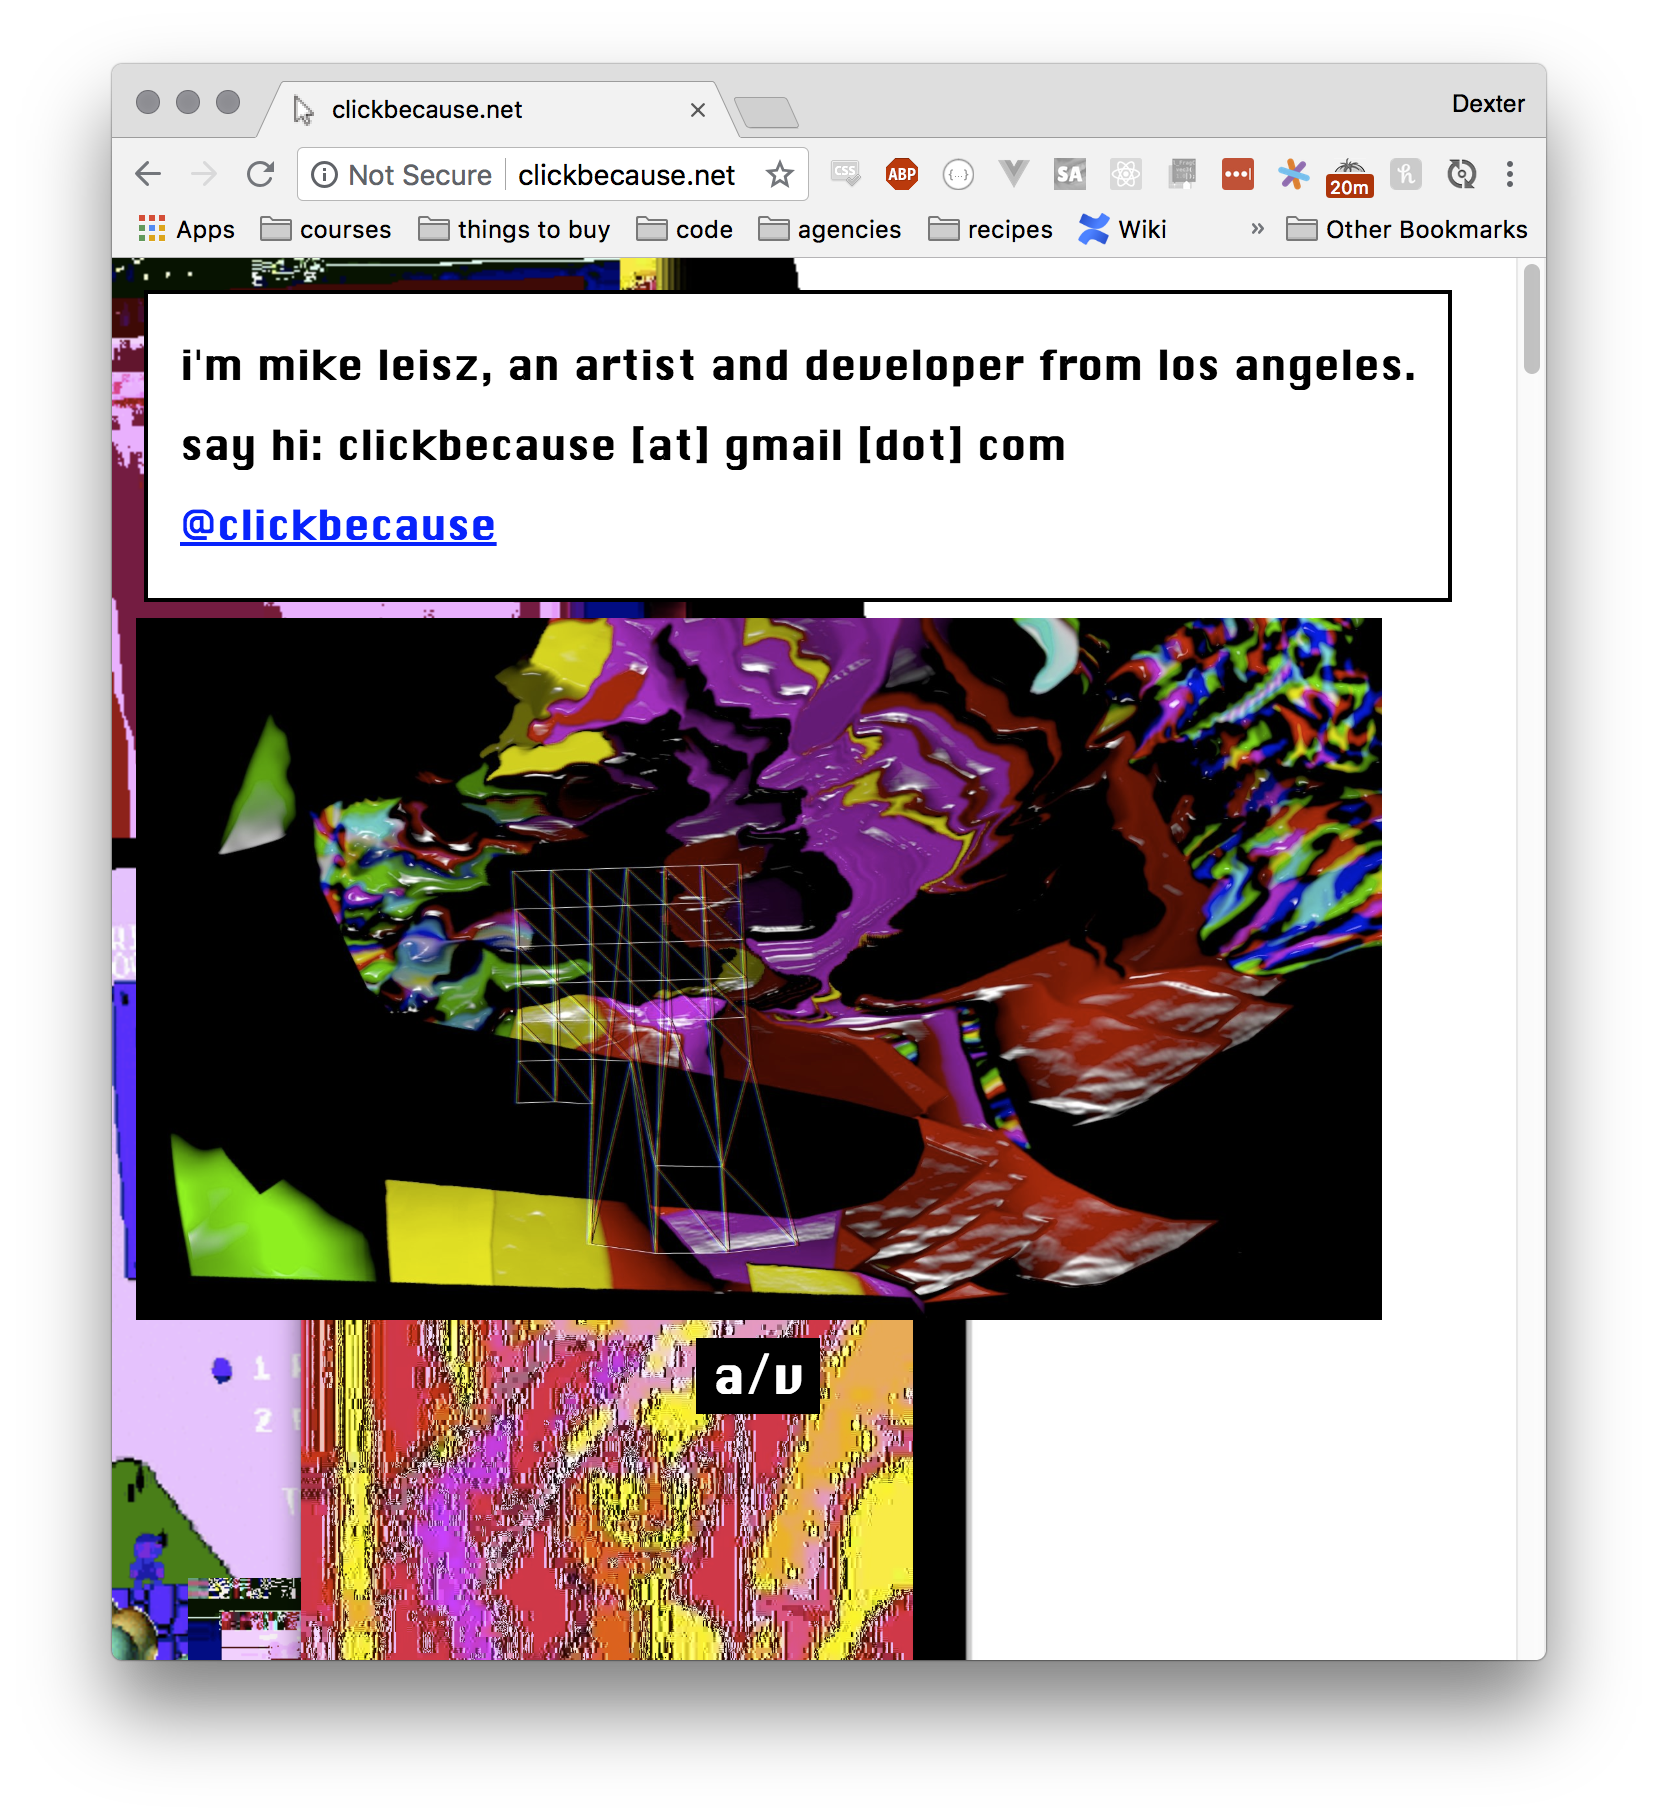 clickbecause.net
Dexter
Not Secure clickbecause.net
CSS ABP {...} SA 20m h
Apps courses things to buy code agencies recipes Wiki » Other Bookmarks
i'm mike leisz, an artist and developer from los angeles.
say hi: clickbecause [at] gmail [dot] com
@clickbecause
a/v
1
2